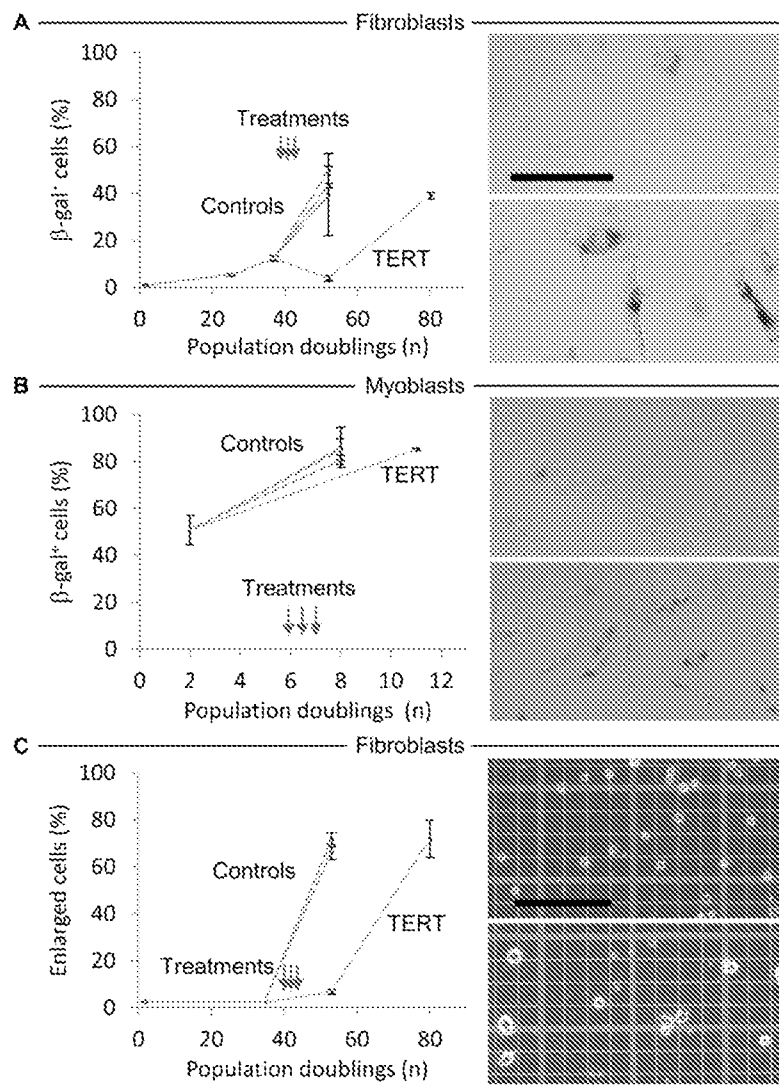 A Fibroblasts
β-gal⁺ cells (%)
100
80
60
40
20
0
Treatments
Controls
TERT
0 20 40 60 80
Population doublings (n)
B Myoblasts
β-gal⁺ cells (%)
100
80
60
40
20
0
Controls
TERT
Treatments
0 2 4 6 8 10 12
Population doublings (n)
C Fibroblasts
Enlarged cells (%)
100
80
60
40
20
0
Controls
TERT
Treatments
0 20 40 60 80
Population doublings (n)